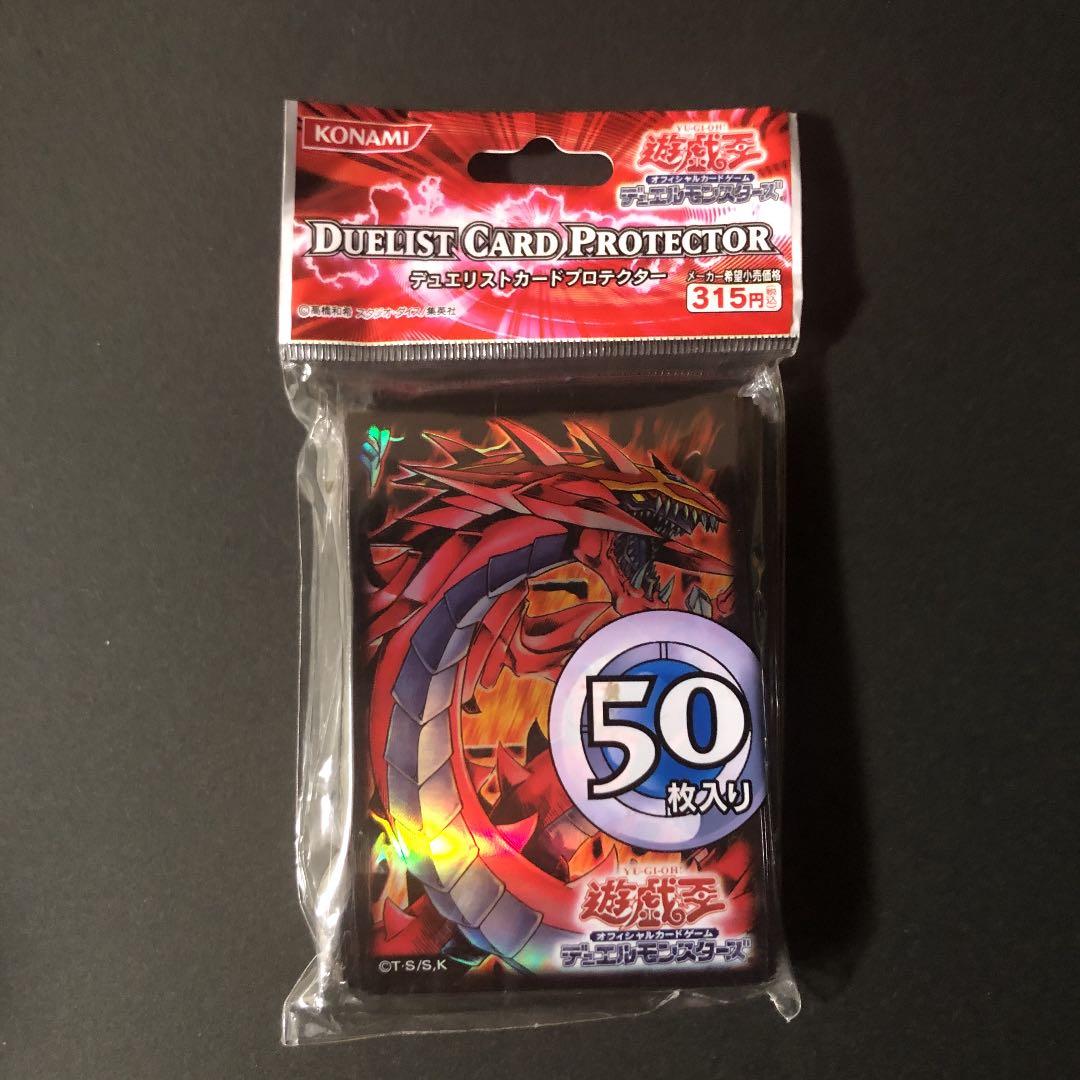 KONAMI
YU-GI-OH!
遊戯王
オフィシャルカードゲーム
デュエルモンスターズ
DUELIST CARD PROTECTOR
デュエリストカードプロテクター
メーカー希望小売価格
315円(税込)
©高橋和希 スタジオ・ダイス/集英社
50
枚入り
YU-GI-OH!
遊戯王
オフィシャルカードゲーム
デュエルモンスターズ
©T・S/S,K